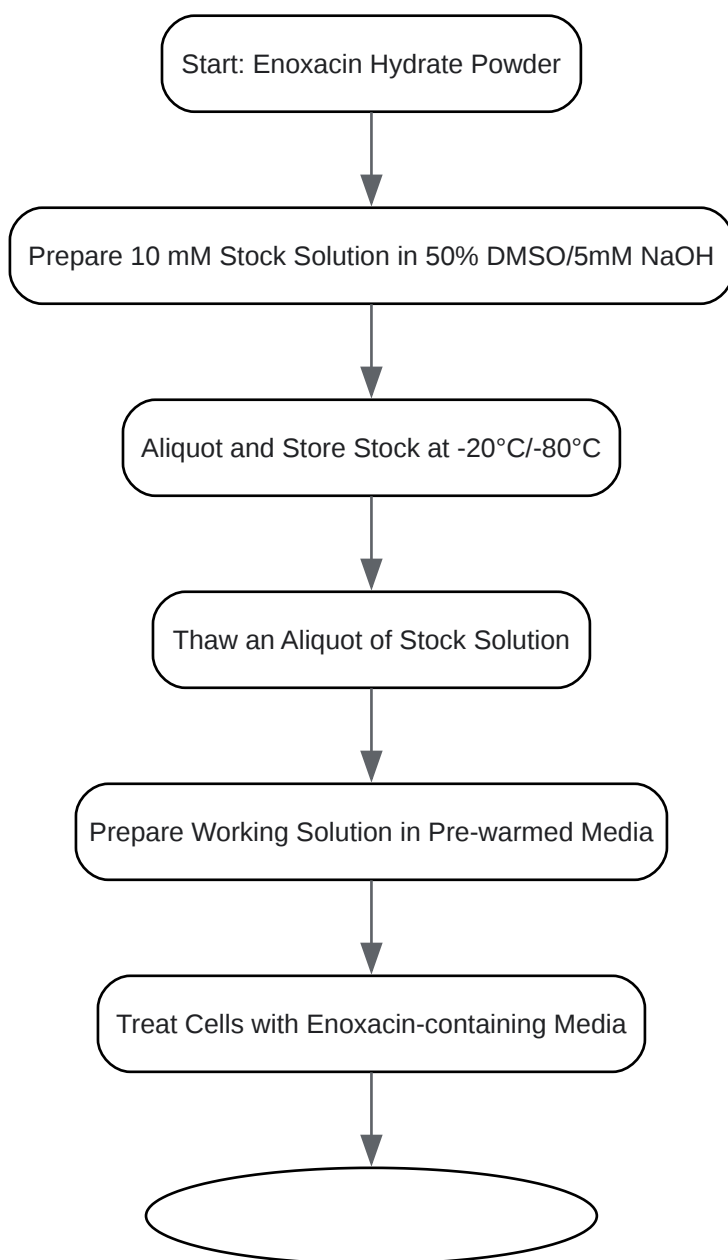 Start: Enoxacin Hydrate Powder
Prepare 10 mM Stock Solution in 50% DMSO/5mM NaOH
Aliquot and Store Stock at -20°C/-80°C
Thaw an Aliquot of Stock Solution
Prepare Working Solution in Pre-warmed Media
Treat Cells with Enoxacin-containing Media